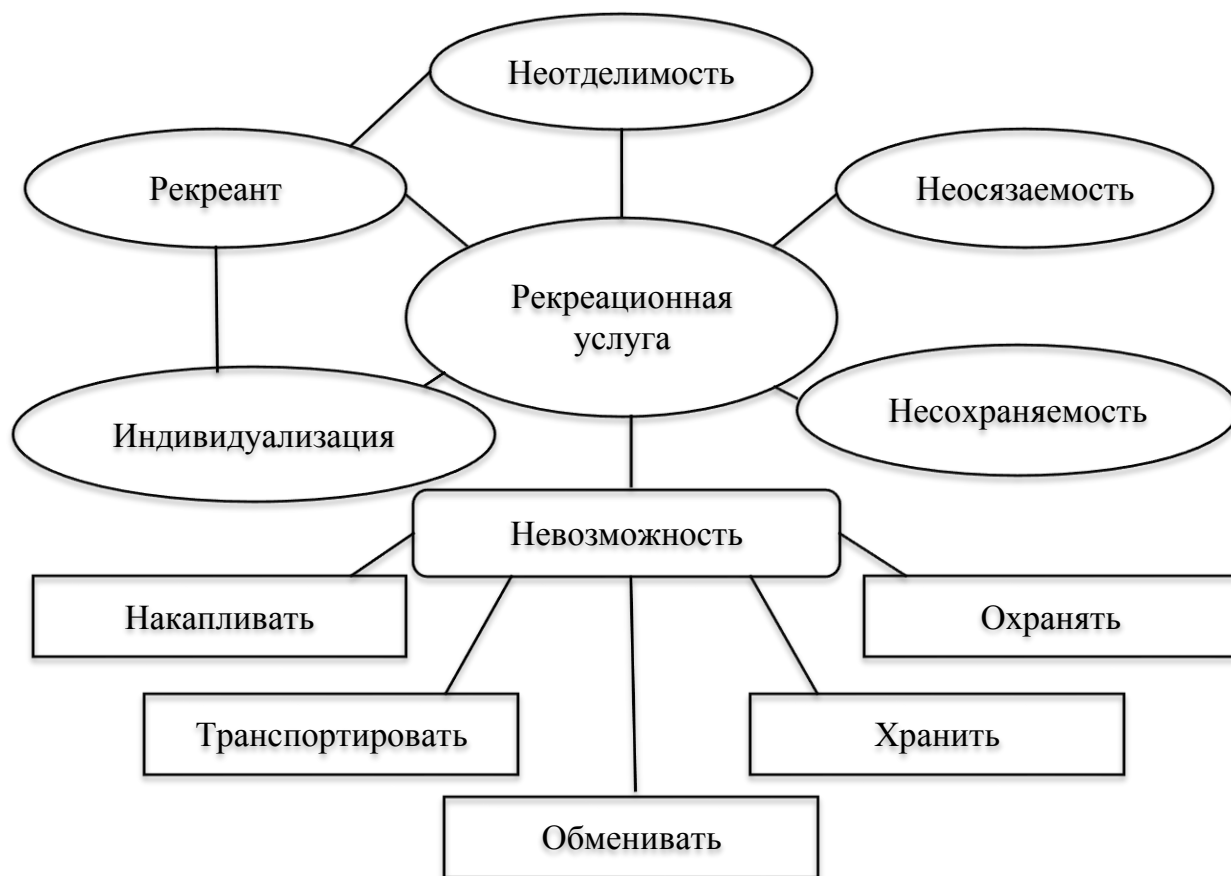 Неотделимость
Рекреант
Неосязаемость
Рекреационная
услуга
Индивидуализация
Несохраняемость
Невозможность
Накапливать
Охранять
Транспортировать
Хранить
Обменивать